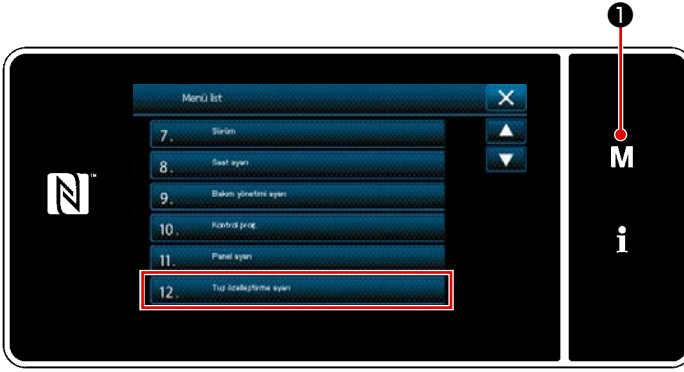 ❶
Menü list
7. Sürüm
8. Saat ayarı
9. Bakım yönetimi ayarı
10. Kontrol prog.
11. Panel ayarı
12. Tuş özelleştirme ayarı
M
i